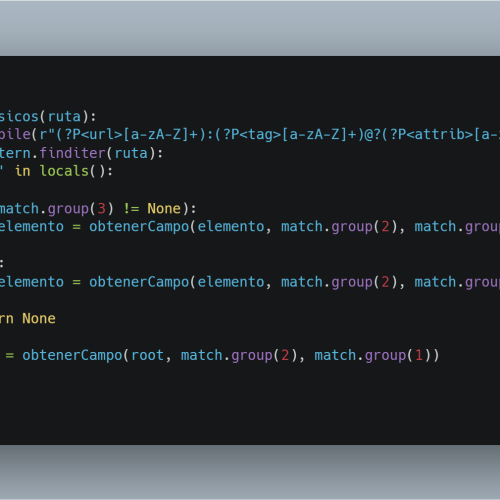 sicos(ruta):
pile(r"(?P<url>[a-zA-Z]+):(?P<tag>[a-zA-Z]+)@?(?P<attrib>[a-z
tern.finditer(ruta):
" in locals():
match.group(3) != None):
elemento = obtenerCampo(elemento, match.group(2), match.grou
:
elemento = obtenerCampo(elemento, match.group(2), match.grou
rn None
= obtenerCampo(root, match.group(2), match.group(1))